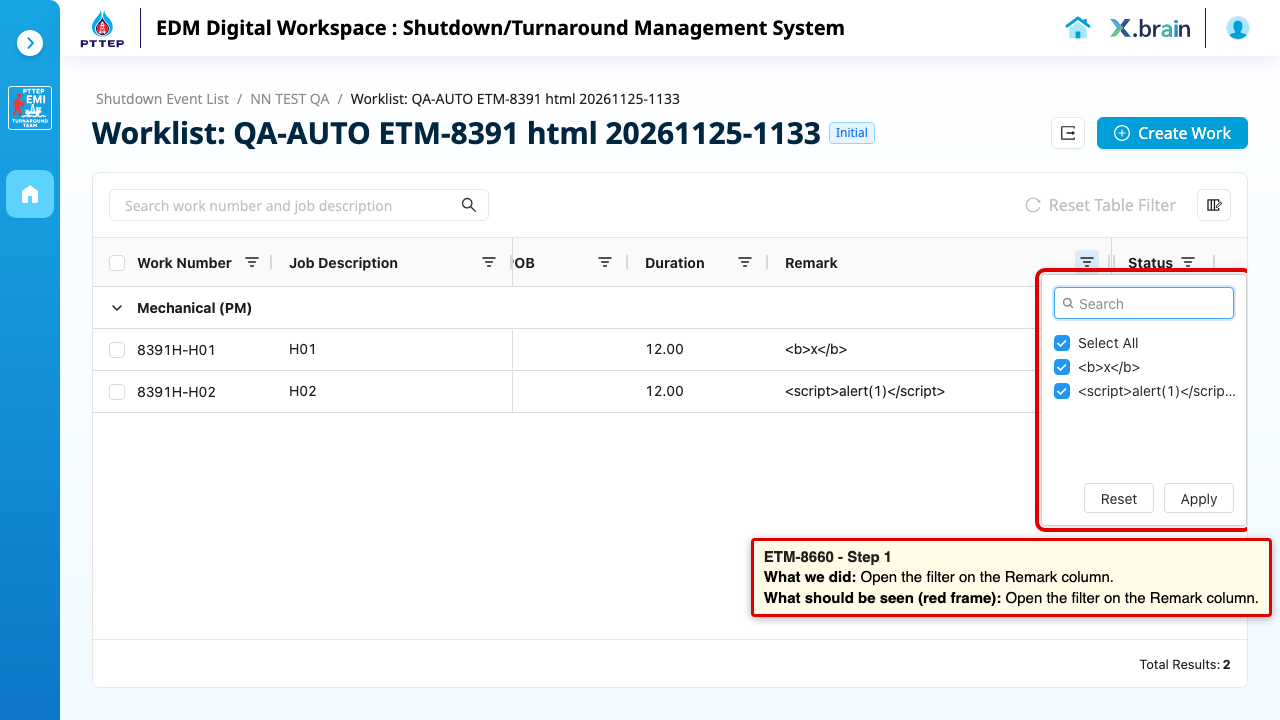 PTTEP
EDM Digital Workspace : Shutdown/Turnaround Management System
X.brain
PTTEP
EMI
TURNAROUND
TEAM
Shutdown Event List / NN TEST QA / Worklist: QA-AUTO ETM-8391 html 20261125-1133
Worklist: QA-AUTO ETM-8391 html 20261125-1133
Initial
Create Work
Search work number and job description
Reset Table Filter
Work Number
Job Description
OB
Duration
Remark
Status
Mechanical (PM)
8391H-H01 H01 12.00 <b>x</b>
8391H-H02 H02 12.00 <script>alert(1)</script>
Search
Select All
<b>x</b>
<script>alert(1)</scrip...
Reset
Apply
ETM-8660 - Step 1
What we did: Open the filter on the Remark column.
What should be seen (red frame): Open the filter on the Remark column.
Total Results: 2